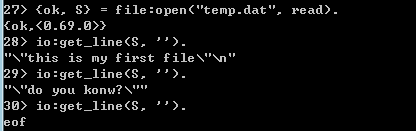 27> {ok, S} = file:open("temp.dat", read).
{ok,<0.69.0>}
28> io:get_line(S, '').
"\"this is my first file\"\n"
29> io:get_line(S, '').
"\"do you konw?\""
30> io:get_line(S, '').
eof